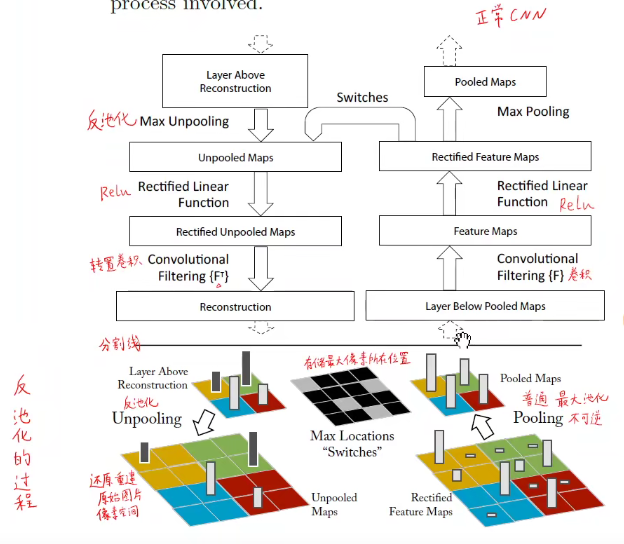 process involved.
正常CNN
Layer Above
Reconstruction
Pooled Maps
Switches
反池化 Max Unpooling
Max Pooling
Unpooled Maps
Rectified Feature Maps
Relu Rectified Linear
Function
Rectified Linear
Function Relu
Rectified Unpooled Maps
Feature Maps
转置卷积 Convolutional
Filtering {Fᵀ}
Convolutional
Filtering {F} 卷积
Reconstruction
Layer Below Pooled Maps
分割线
Layer Above
Reconstruction
反池化
Unpooling
存储最大像素所在位置
Max Locations
“Switches”
Pooled Maps
普通 最大池化
Pooling 不可逆
反池化的过程
还原重建
原始图片
像素空间
Unpooled
Maps
Rectified
Feature Maps